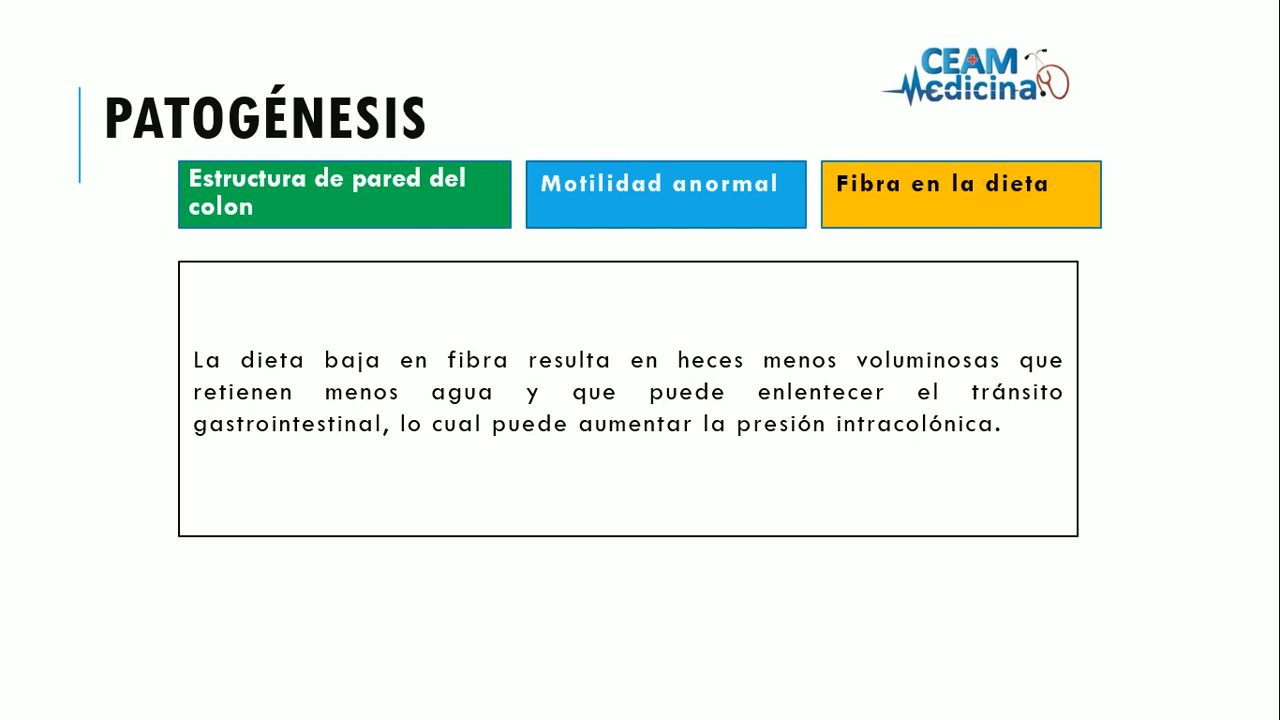 CEAM
Medicina
PATOGÉNESIS
Estructura de pared del
colon
Motilidad anormal
Fibra en la dieta
La dieta baja en fibra resulta en heces menos voluminosas que
retienen menos agua y que puede enlentecer el tránsito
gastrointestinal, lo cual puede aumentar la presión intracolónica.